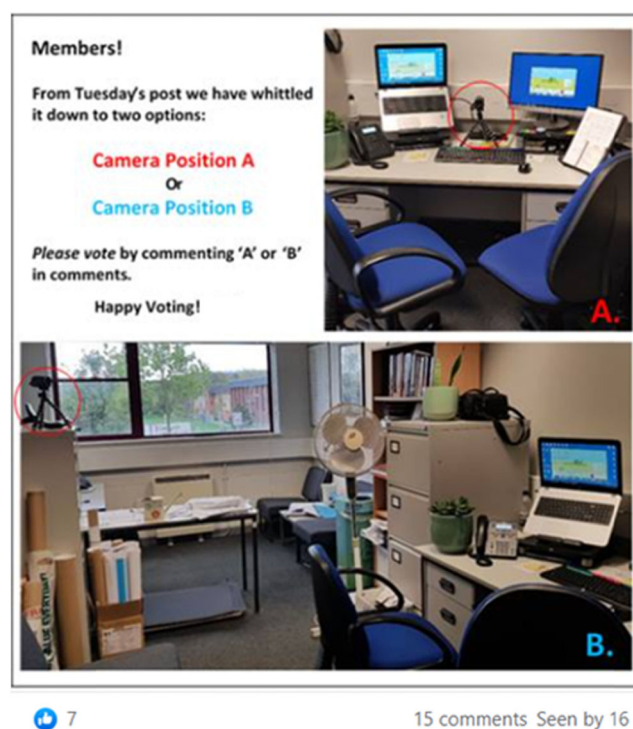 Members!
From Tuesday's post we have whittled
it down to two options:
Camera Position A
Or
Camera Position B
Please vote by commenting 'A' or 'B'
in comments.
Happy Voting!
A.
B.
7
15 comments Seen by 16